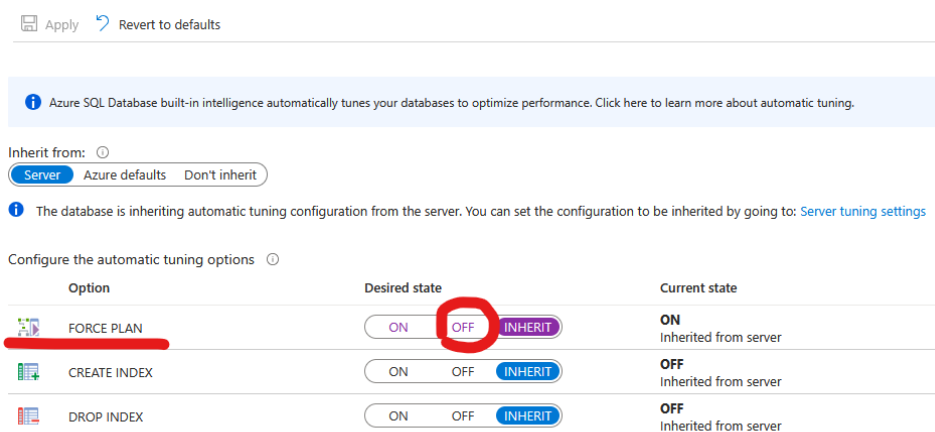 Apply Revert to defaults
Azure SQL Database built-in intelligence automatically tunes your databases to optimize performance. Click here to learn more about automatic tuning.
Inherit from:
Server Azure defaults Don't inherit
The database is inheriting automatic tuning configuration from the server. You can set the configuration to be inherited by going to: Server tuning settings
Configure the automatic tuning options
Option Desired state Current state
FORCE PLAN ON OFF INHERIT ON
Inherited from server
CREATE INDEX ON OFF INHERIT OFF
Inherited from server
DROP INDEX ON OFF INHERIT OFF
Inherited from server